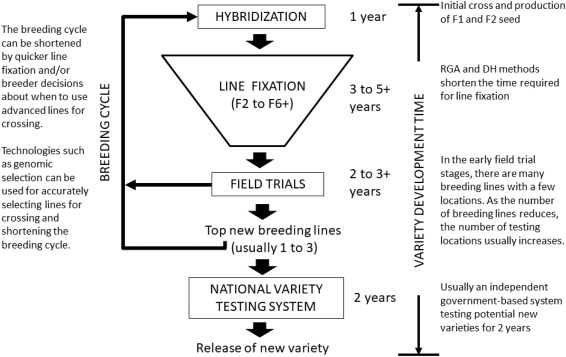 The breeding cycle
can be shortened
by quicker line
fixation and/or
breeder decisions
about when to use
advanced lines for
crossing.
Technologies such
as genomic
selection can be
used for accurately
selecting lines for
crossing and
shortening the
breeding cycle.
BREEDING CYCLE
HYBRIDIZATION
1 year
LINE FIXATION
(F2 to F6+)
3 to 5+
years
FIELD TRIALS
2 to 3+
years
Top new breeding lines
(usually 1 to 3)
NATIONAL VARIETY
TESTING SYSTEM
2 years
Release of new variety
VARIETY DEVELOPMENT TIME
Initial cross and production
of F1 and F2 seed
RGA and DH methods
shorten the time required
for line fixation
In the early field trial
stages, there are many
breeding lines with a few
locations. As the number
of breeding lines reduces,
the number of testing
locations usually increases.
Usually an independent
government-based system
testing potential new
varieties for 2 years